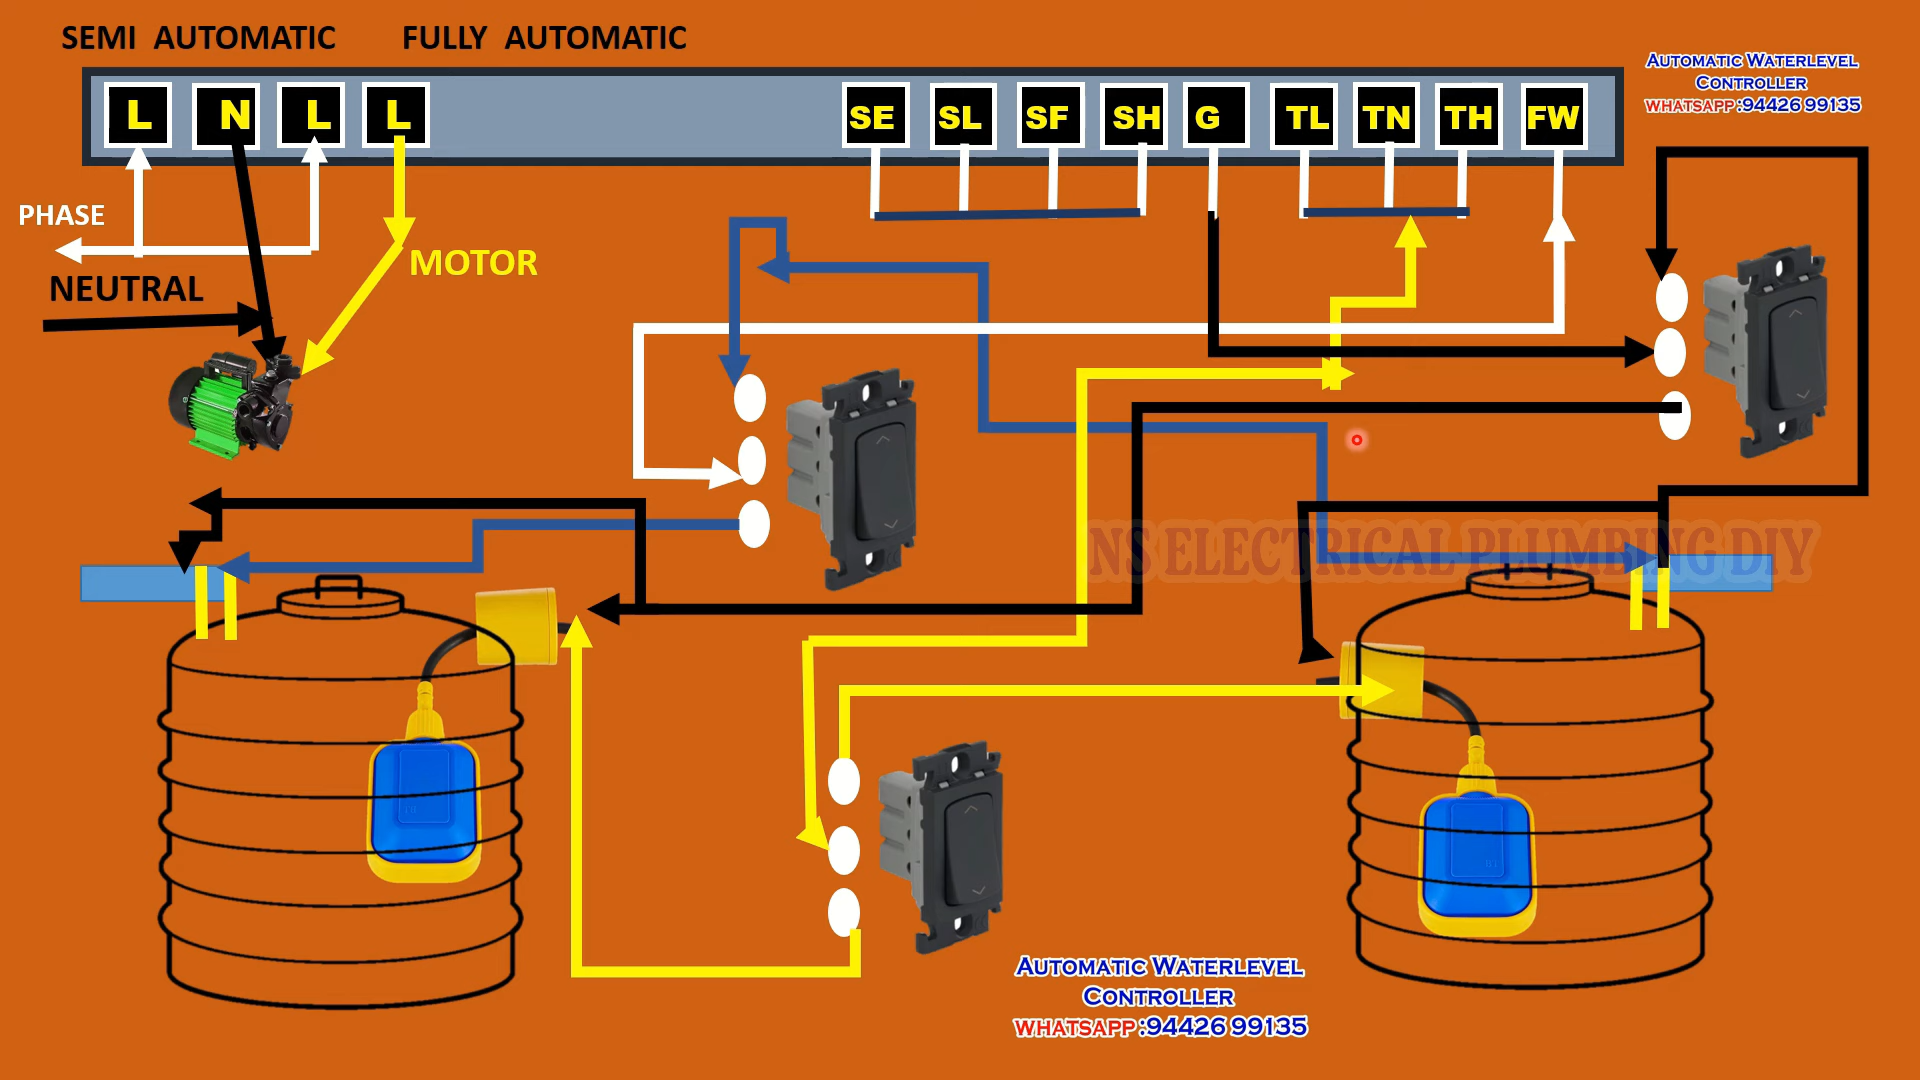 SEMI AUTOMATIC FULLY AUTOMATIC
L N L L SE SL SF SH G TL TN TH FW
Automatic Waterlevel
Controller
WHATSAPP :94426 99135
PHASE
MOTOR
NEUTRAL
NS ELECTRICAL PLUMBING DIY
Automatic Waterlevel
Controller
WHATSAPP :94426 99135